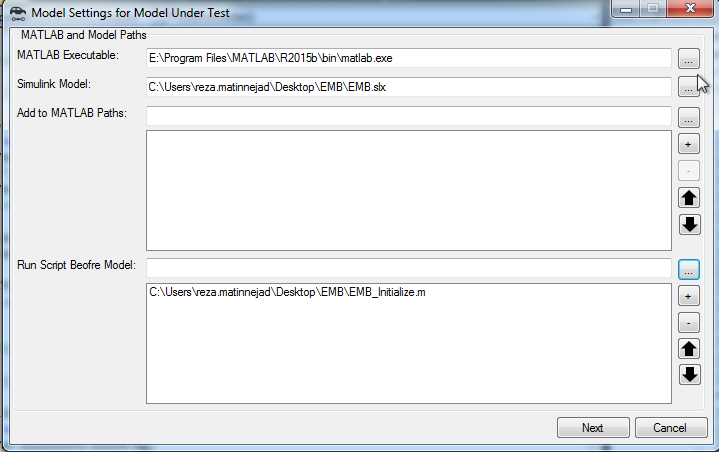 Model Settings for Model Under Test
MATLAB and Model Paths
MATLAB Executable: E:\Program Files\MATLAB\R2015b\bin\matlab.exe ...
Simulink Model: C:\Users\reza.matinnejad\Desktop\EMB\EMB.slx ...
Add to MATLAB Paths: ...
+
-
Run Script Beofre Model: ...
C:\Users\reza.matinnejad\Desktop\EMB\EMB_Initialize.m +
-
Next Cancel